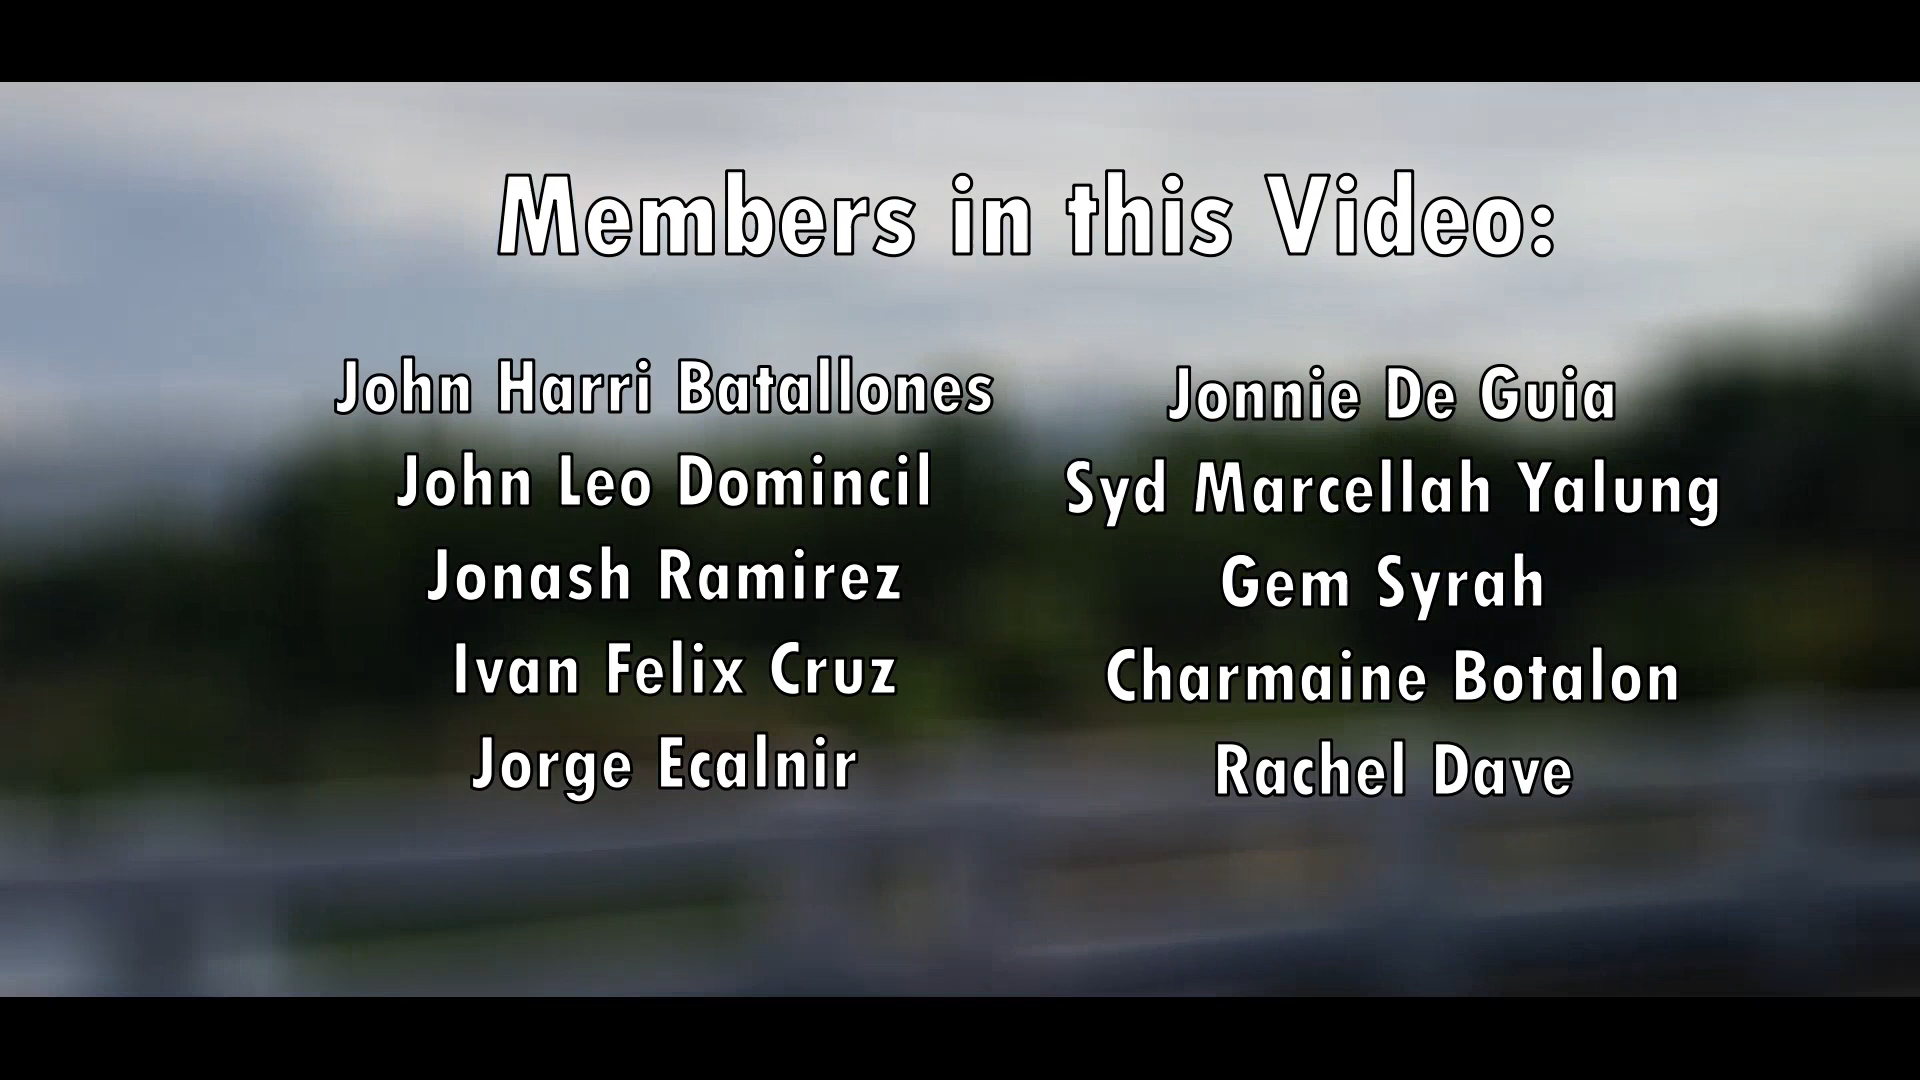 Members in this Video:
John Harri Batallones
John Leo Domincil
Jonash Ramirez
Ivan Felix Cruz
Jorge Ecalnir
Jonnie De Guia
Syd Marcellah Yalung
Gem Syrah
Charmaine Botalon
Rachel Dave